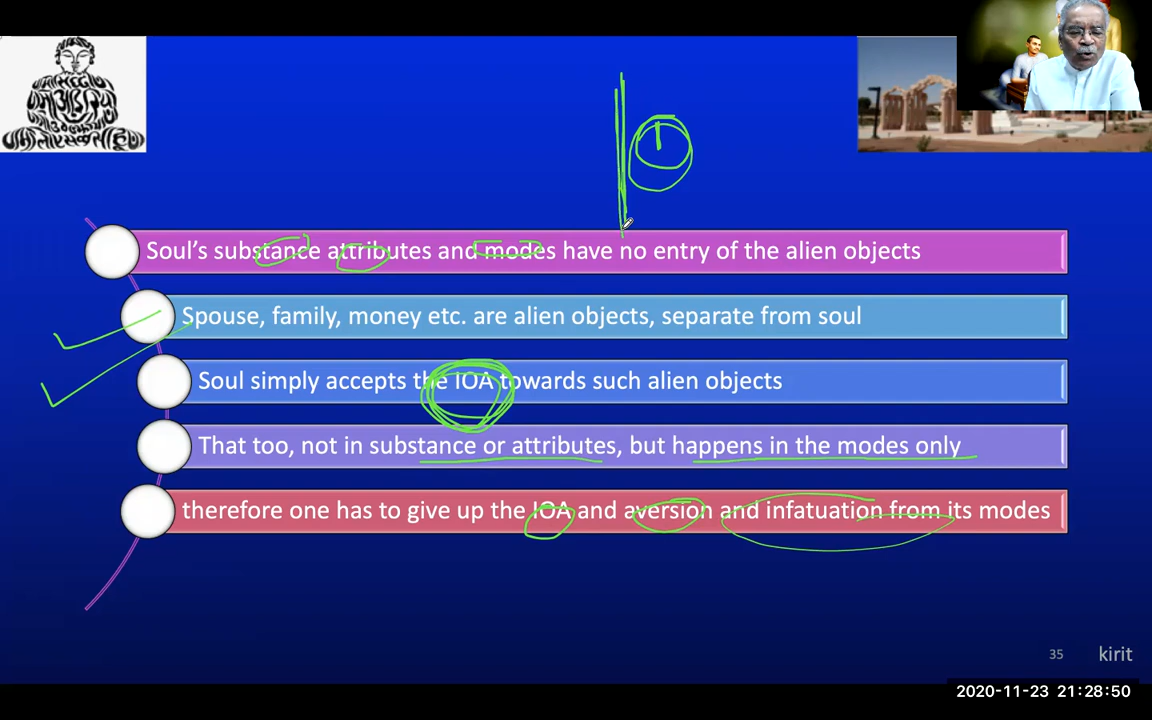 Soul's substance attributes and modes have no entry of the alien objects
Spouse, family, money etc. are alien objects, separate from soul
Soul simply accepts the IOA towards such alien objects
That too, not in substance or attributes, but happens in the modes only
therefore one has to give up the IOA and aversion and infatuation from its modes
35 kirit
2020-11-23 21:28:50